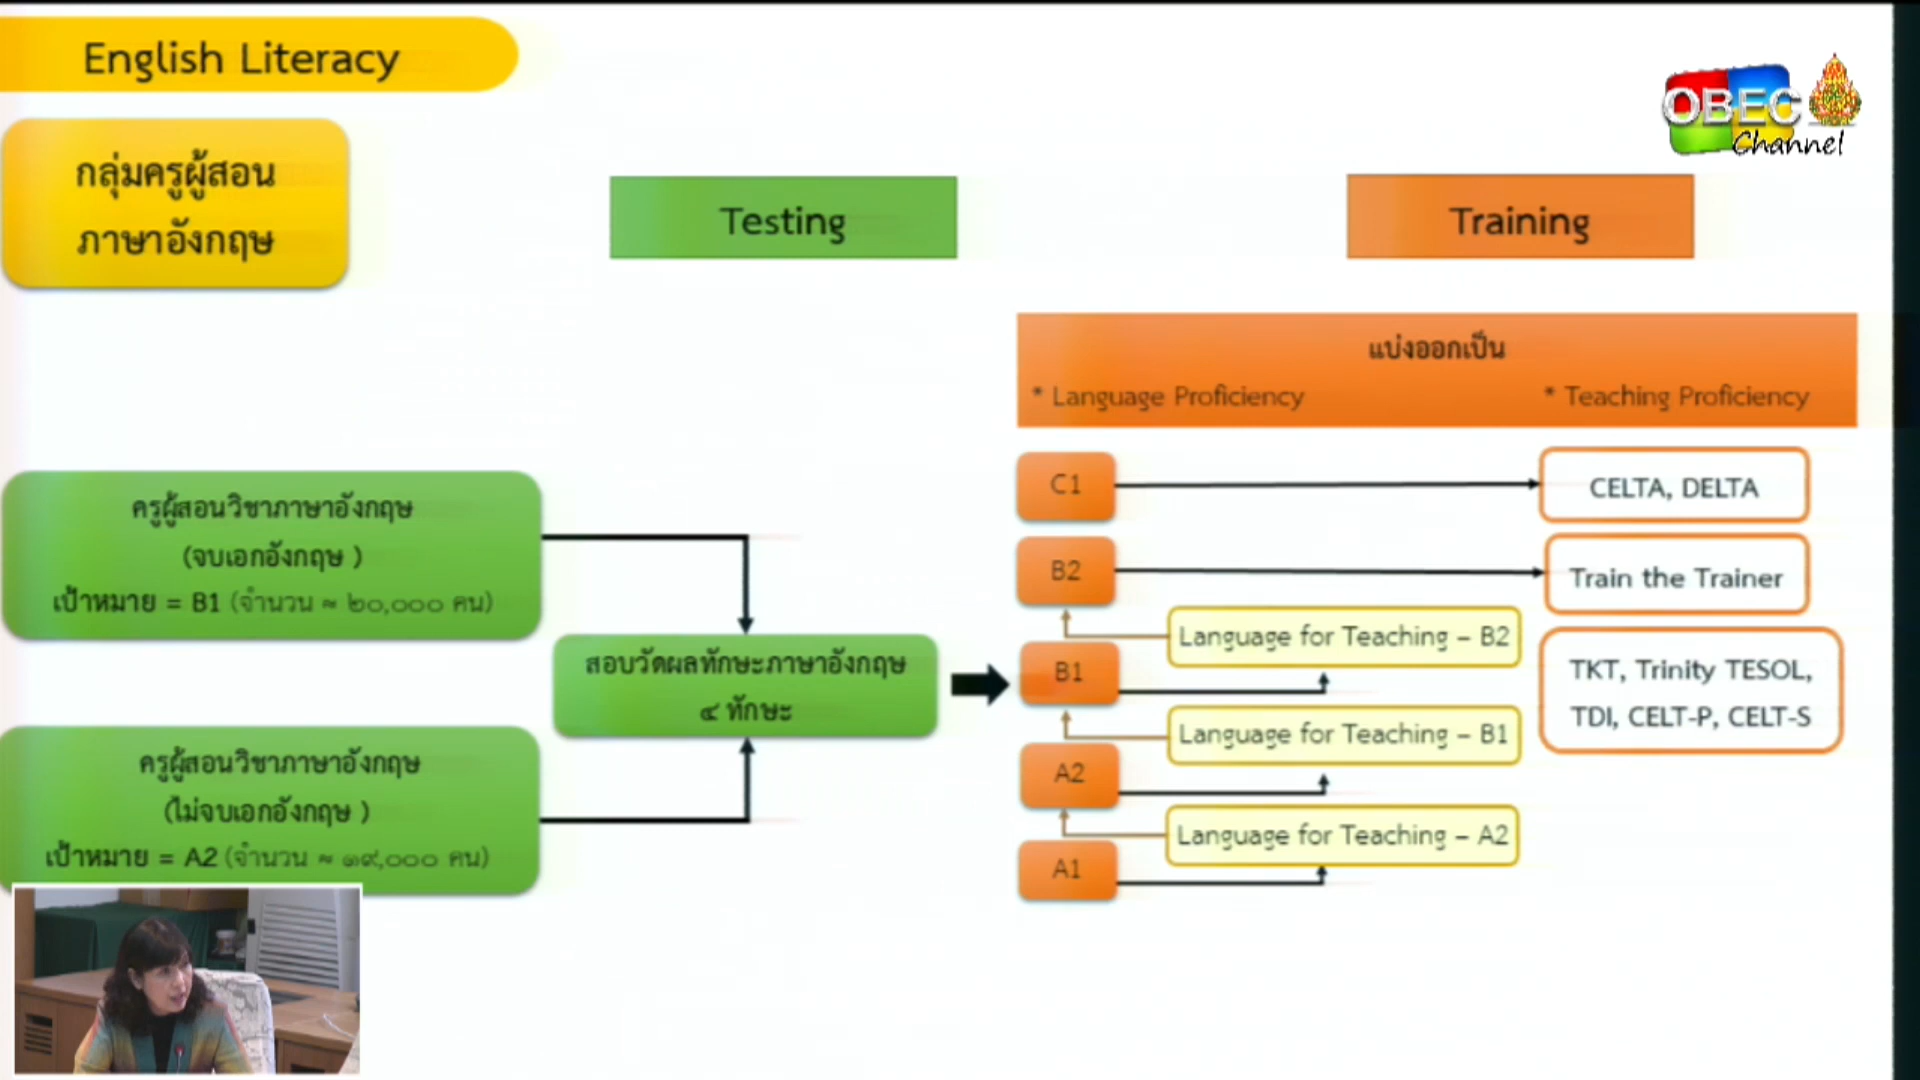 English Literacy
OBEC
Channel
กลุ่มครูผู้สอน
ภาษาอังกฤษ
Testing
Training
แบ่งออกเป็น
* Language Proficiency
* Teaching Proficiency
ครูผู้สอนวิชาภาษาอังกฤษ
(จบเอกอังกฤษ )
เป้าหมาย = B1 (จำนวน ≈ ๒๐,๐๐๐ คน)
ครูผู้สอนวิชาภาษาอังกฤษ
(ไม่จบเอกอังกฤษ )
เป้าหมาย = A2 (จำนวน ≈ ๑๙,๐๐๐ คน)
สอบวัดผลทักษะภาษาอังกฤษ
๔ ทักษะ
C1
CELTA, DELTA
B2
Train the Trainer
Language for Teaching – B2
B1
TKT, Trinity TESOL,
TDI, CELT-P, CELT-S
Language for Teaching – B1
A2
Language for Teaching – A2
A1